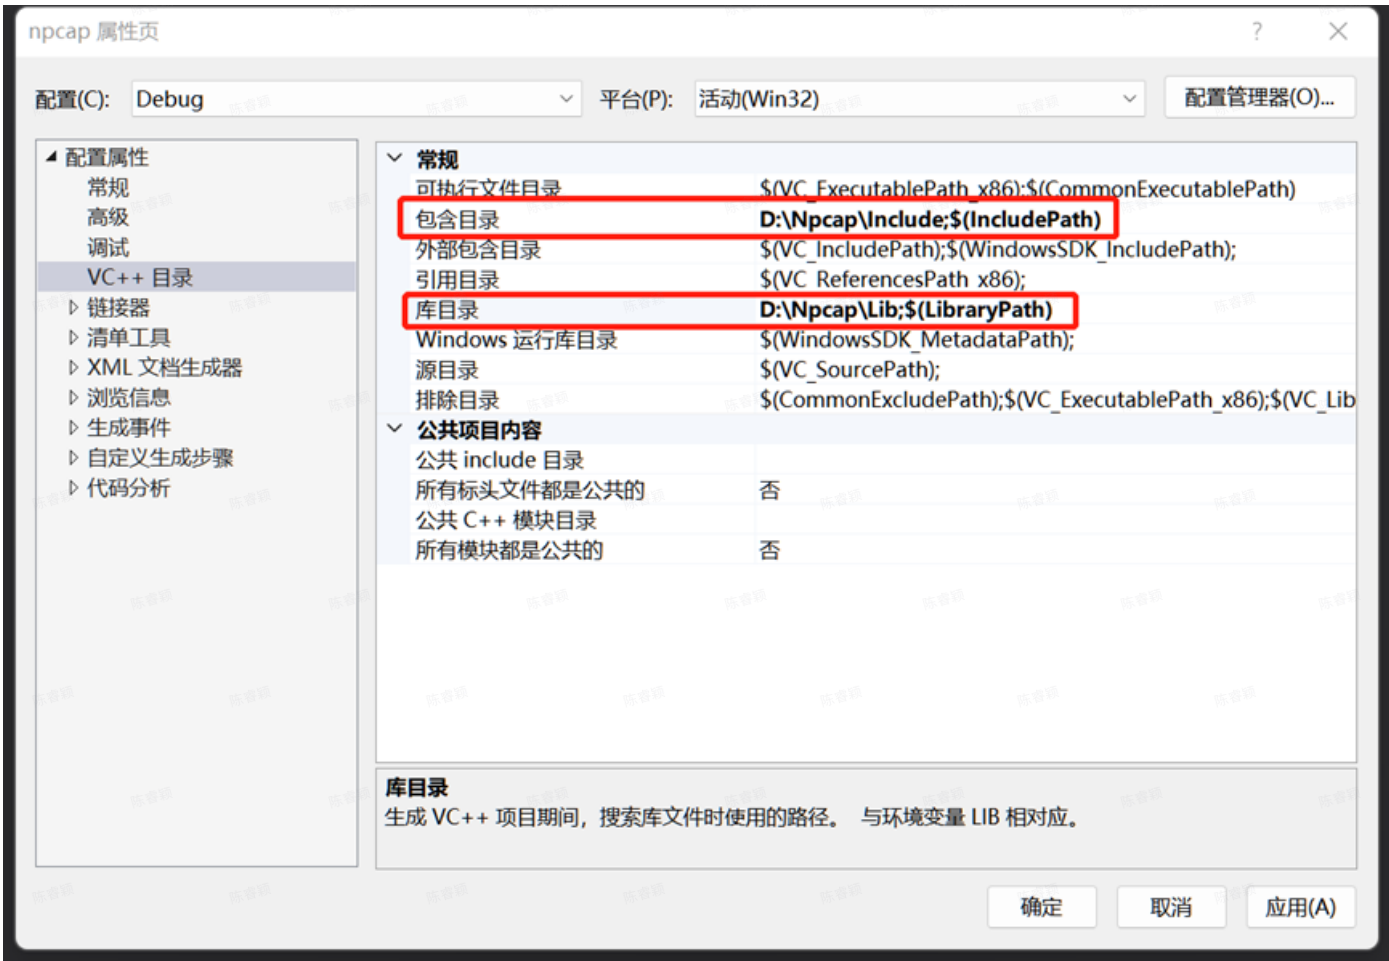 npcap 属性页
配置(C): Debug 平台(P): 活动(Win32) 配置管理器(O)...
配置属性
常规
高级
调试
VC++ 目录
链接器
清单工具
XML 文档生成器
浏览信息
生成事件
自定义生成步骤
代码分析
常规
可执行文件目录 $(VC_ExecutablePath_x86);$(CommonExecutablePath)
包含目录 D:\Npcap\Include;$(IncludePath)
外部包含目录 $(VC_IncludePath);$(WindowsSDK_IncludePath);
引用目录 $(VC_ReferencesPath_x86);
库目录 D:\Npcap\Lib;$(LibraryPath)
Windows 运行库目录 $(WindowsSDK_MetadataPath);
源目录 $(VC_SourcePath);
排除目录 $(CommonExcludePath);$(VC_ExecutablePath_x86);$(VC_Lib
公共项目内容
公共 include 目录
所有标头文件都是公共的 否
公共 C++ 模块目录
所有模块都是公共的 否
库目录
生成 VC++ 项目期间，搜索库文件时使用的路径。 与环境变量 LIB 相对应。
确定 取消 应用(A)